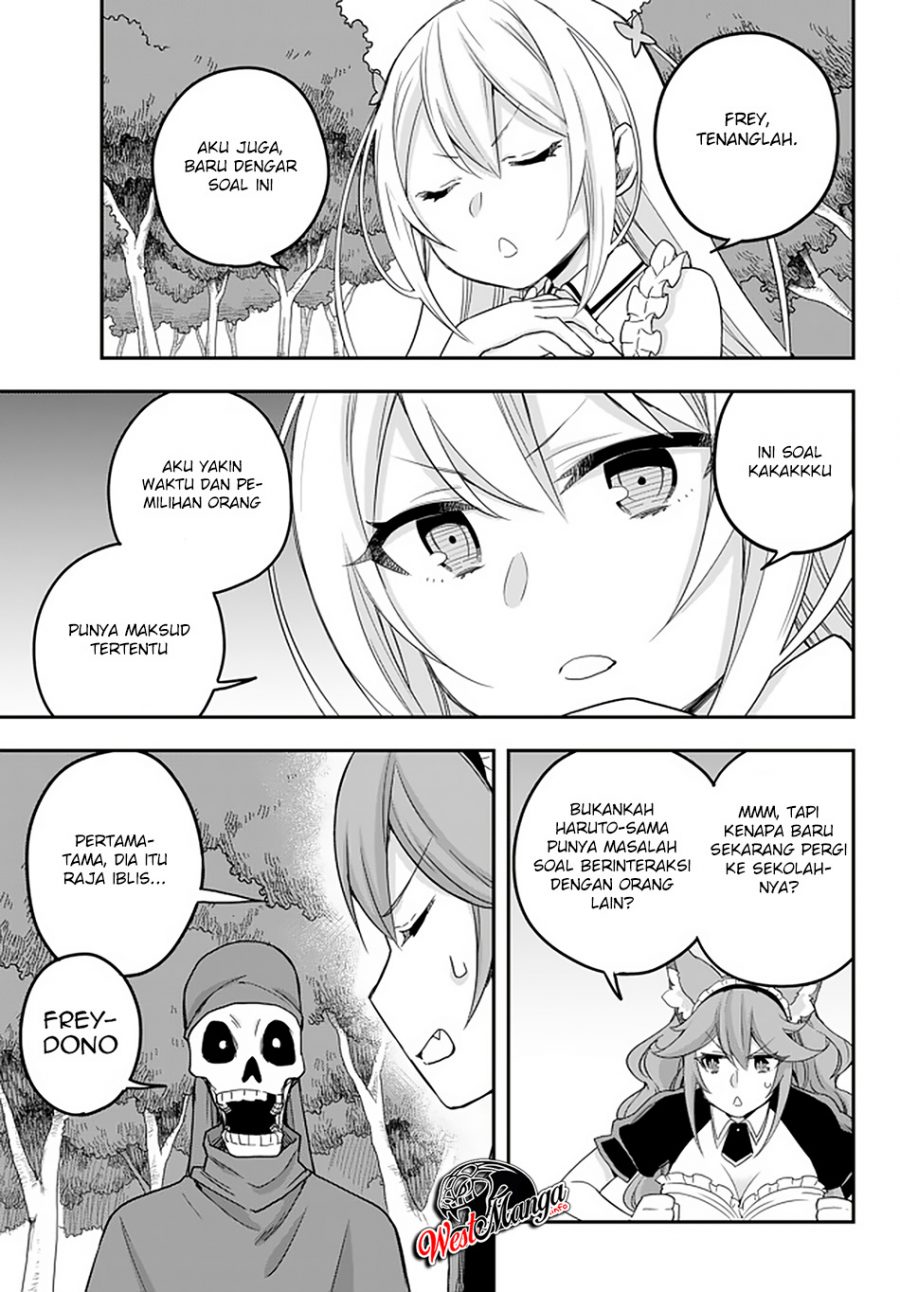 FREY,
TENANGLAH.
AKU JUGA,
BARU DENGAR
SOAL INI
INI SOAL
KAKAKKKU
AKU YAKIN
WAKTU DAN PE-
MILIHAN ORANG
PUNYA MAKSUD
TERTENTU
MMM, TAPI
KENAPA BARU
SEKARANG PERGI
KE SEKOLAH-
NYA?
BUKANKAH
HARUTO-SAMA
PUNYA MASALAH
SOAL BERINTERAKSI
DENGAN ORANG
LAIN?
PERTAMA-
TAMA, DIA ITU
RAJA IBLIS...
FREY-
DONO
WestManga
.info